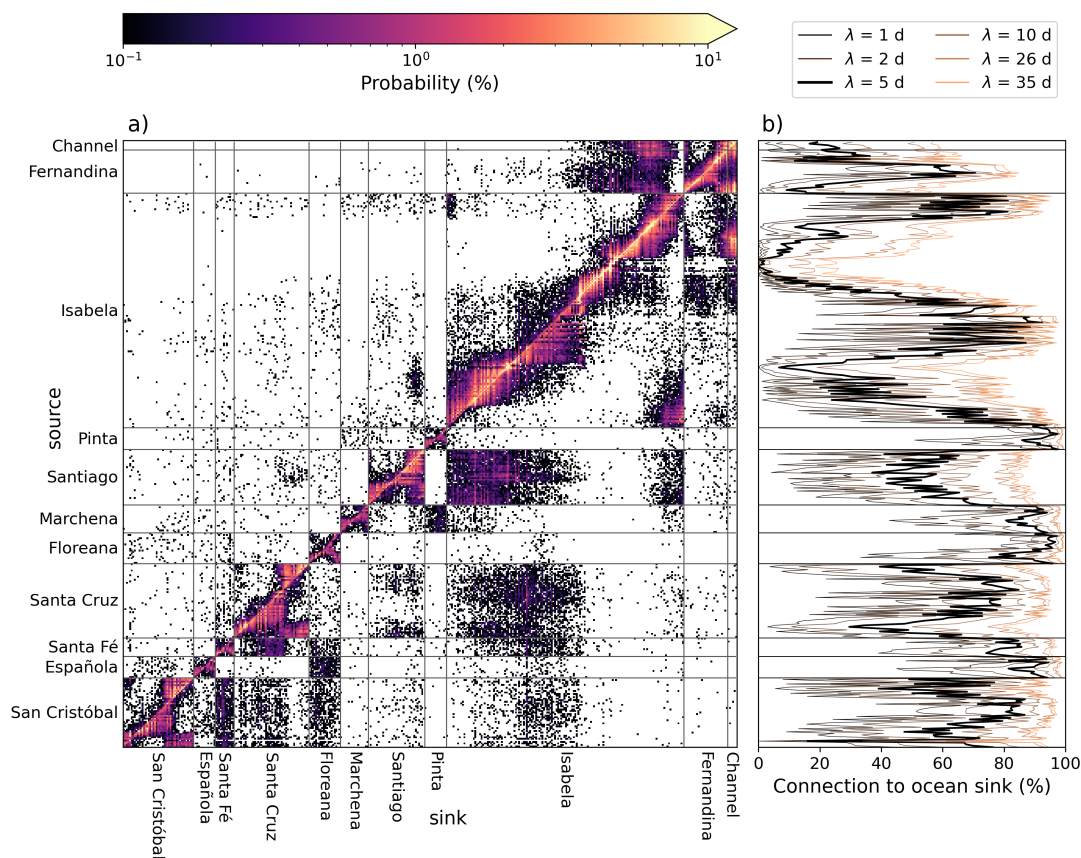 10⁻¹ 10⁰ 10¹
Probability (%)
λ = 1 d λ = 10 d
λ = 2 d λ = 26 d
λ = 5 d λ = 35 d
a)
b)
Channel
Fernandina
Isabela
Pinta
Santiago
Marchena
Floreana
Santa Cruz
Santa Fé
Española
San Cristóbal
source
San Cristóbal
Española
Santa Fé
Santa Cruz
Floreana
Marchena
Santiago
Pinta
Isabela
Fernandina
Channel
sink
0 20 40 60 80 100
Connection to ocean sink (%)